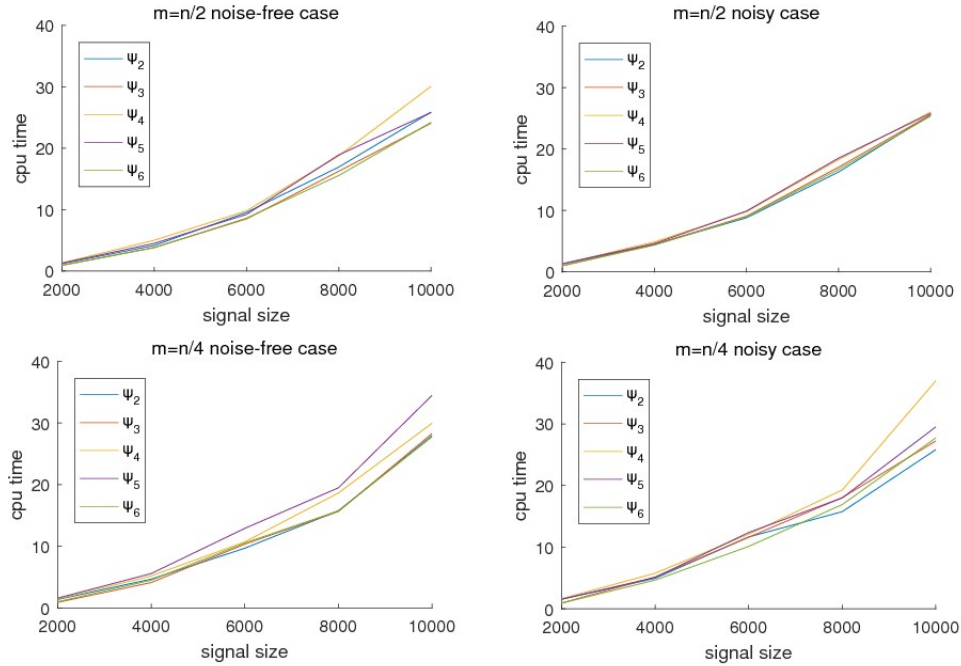 m=n/2 noise-free case
40
30
20
10
0
cpu time
Ψ2
Ψ3
Ψ4
Ψ5
Ψ6
2000 4000 6000 8000 10000
signal size
m=n/2 noisy case
40
30
20
10
0
cpu time
Ψ2
Ψ3
Ψ4
Ψ5
Ψ6
2000 4000 6000 8000 10000
signal size
m=n/4 noise-free case
40
30
20
10
0
cpu time
Ψ2
Ψ3
Ψ4
Ψ5
Ψ6
2000 4000 6000 8000 10000
signal size
m=n/4 noisy case
40
30
20
10
0
cpu time
Ψ2
Ψ3
Ψ4
Ψ5
Ψ6
2000 4000 6000 8000 10000
signal size